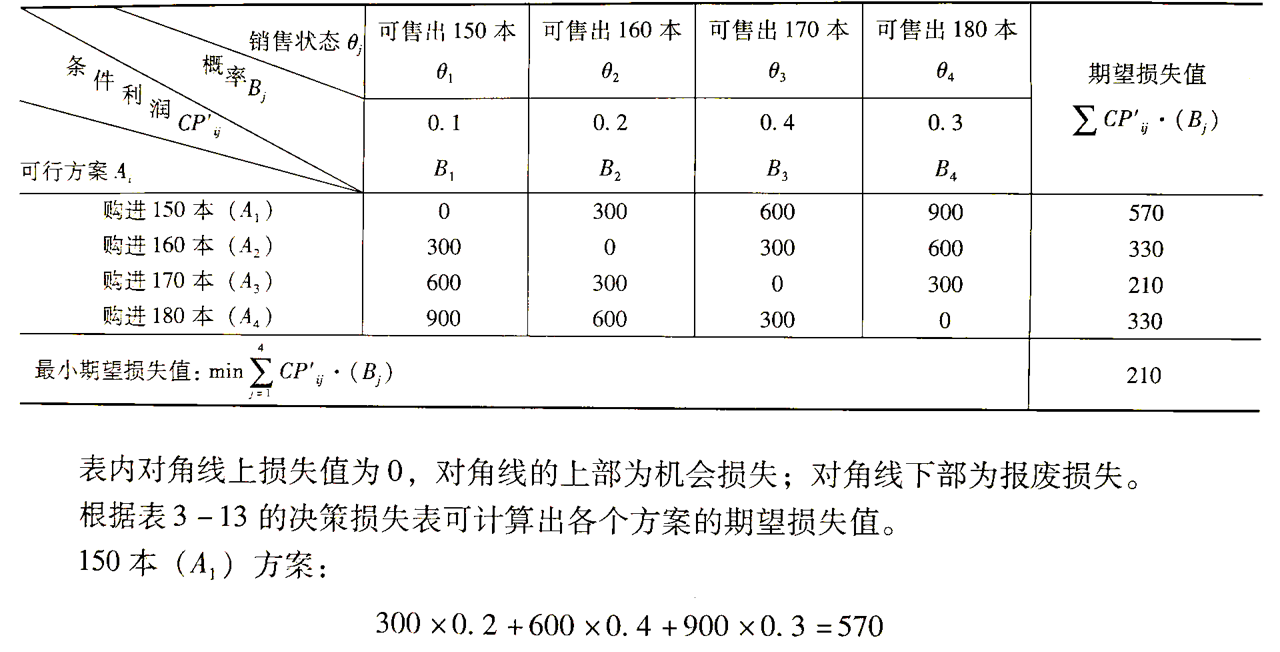 销售状态 θj 可售出 150 本 可售出 160 本 可售出 170 本 可售出 180 本 期望损失值
概率 Bj θ1 θ2 θ3 θ4 ∑ CP′ij · (Bj)
条件利润 CP′ij 0.1 0.2 0.4 0.3
可行方案 Ai B1 B2 B3 B4
购进 150 本 (A1) 0 300 600 900 570
购进 160 本 (A2) 300 0 300 600 330
购进 170 本 (A3) 600 300 0 300 210
购进 180 本 (A4) 900 600 300 0 330
最小期望损失值: min ∑_{j=1}^{4} CP′ij · (Bj) 210
表内对角线上损失值为 0,对角线的上部为机会损失;对角线下部为报废损失。
根据表 3-13 的决策损失表可计算出各个方案的期望损失值。
150 本 (A1) 方案:
300 × 0.2 + 600 × 0.4 + 900 × 0.3 = 570